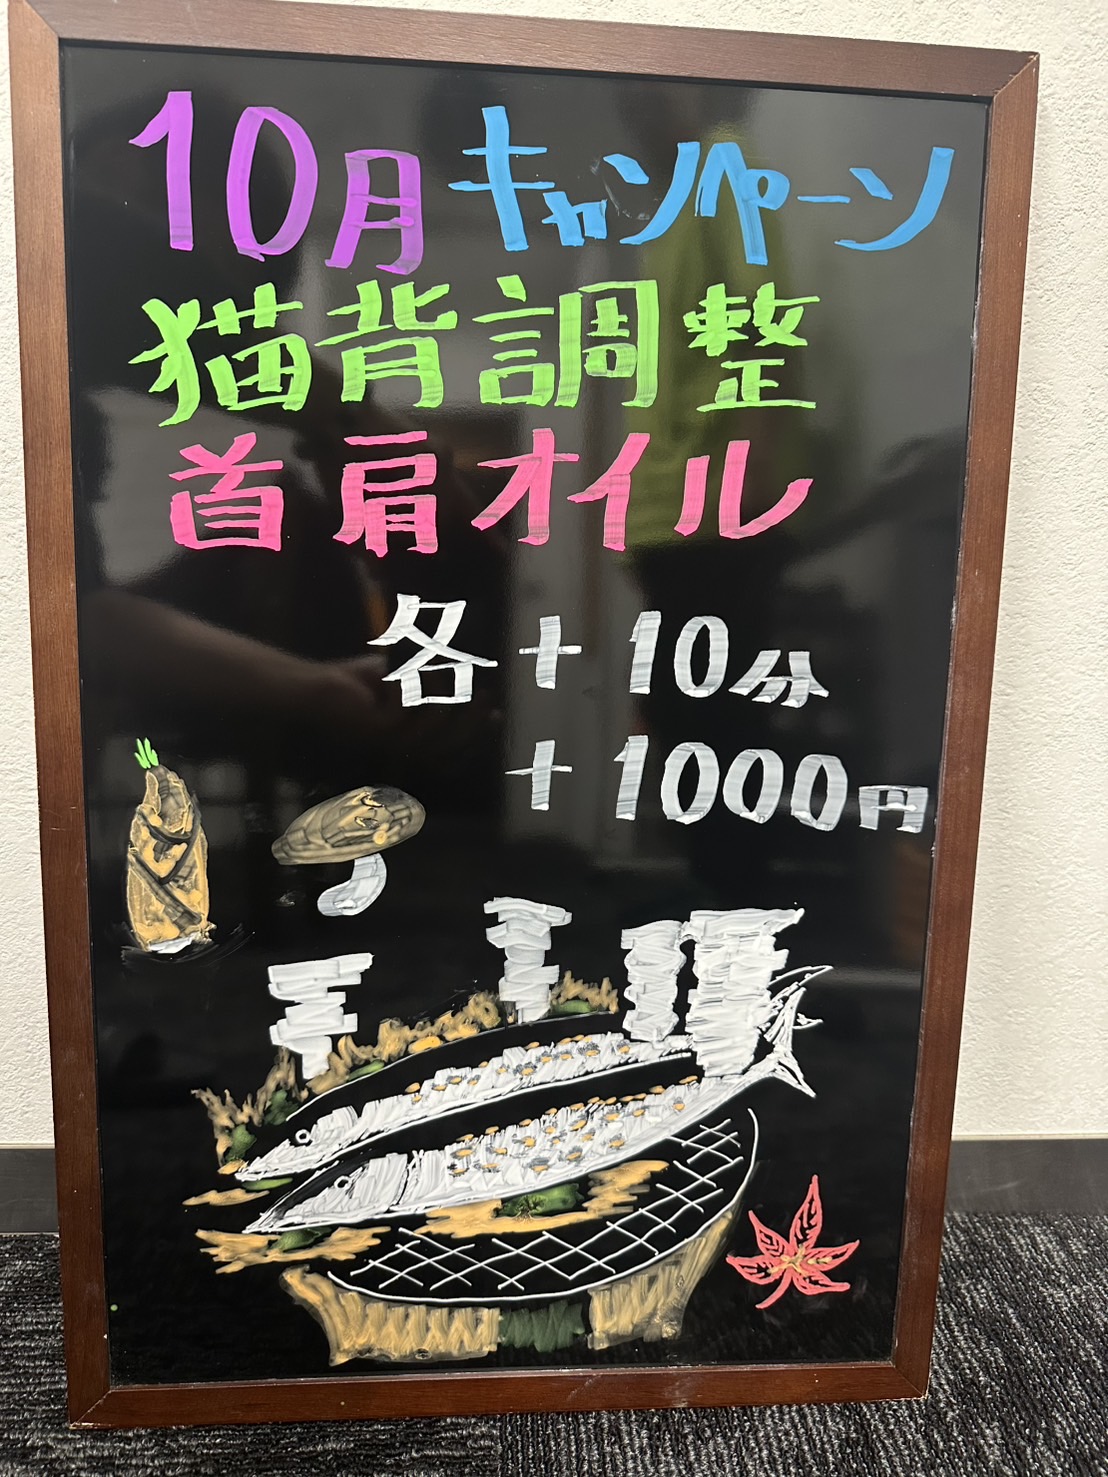 10月キャンペーン
猫背調整
首肩オイル
各+10分
+1000円